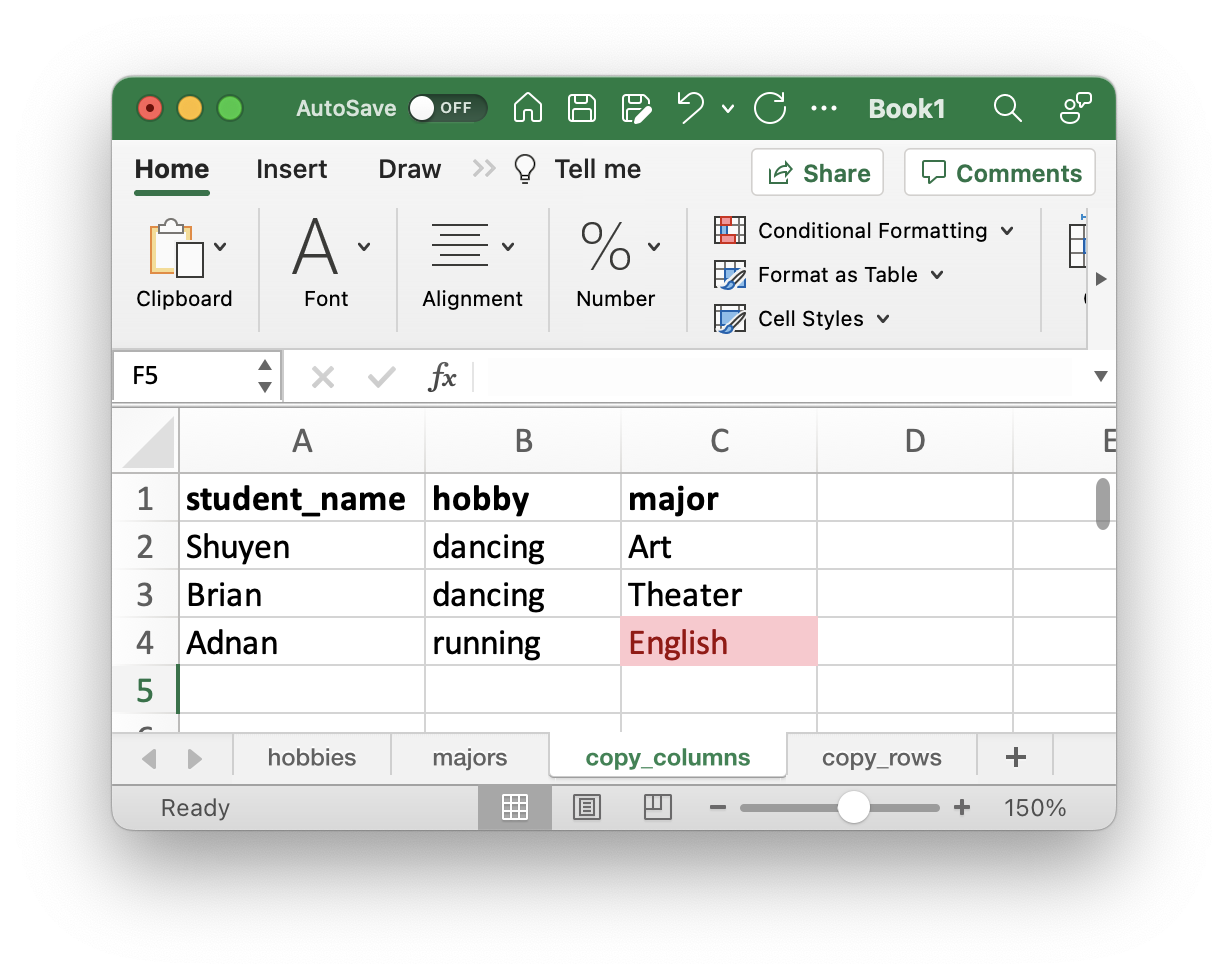 AutoSave OFF Book1
Home Insert Draw Tell me Share Comments
Clipboard Font Alignment Number
Conditional Formatting
Format as Table
Cell Styles
F5 fx
A B C D E
1 student_name hobby major
2 Shuyen dancing Art
3 Brian dancing Theater
4 Adnan running English
5
hobbies majors copy_columns copy_rows
Ready 150%